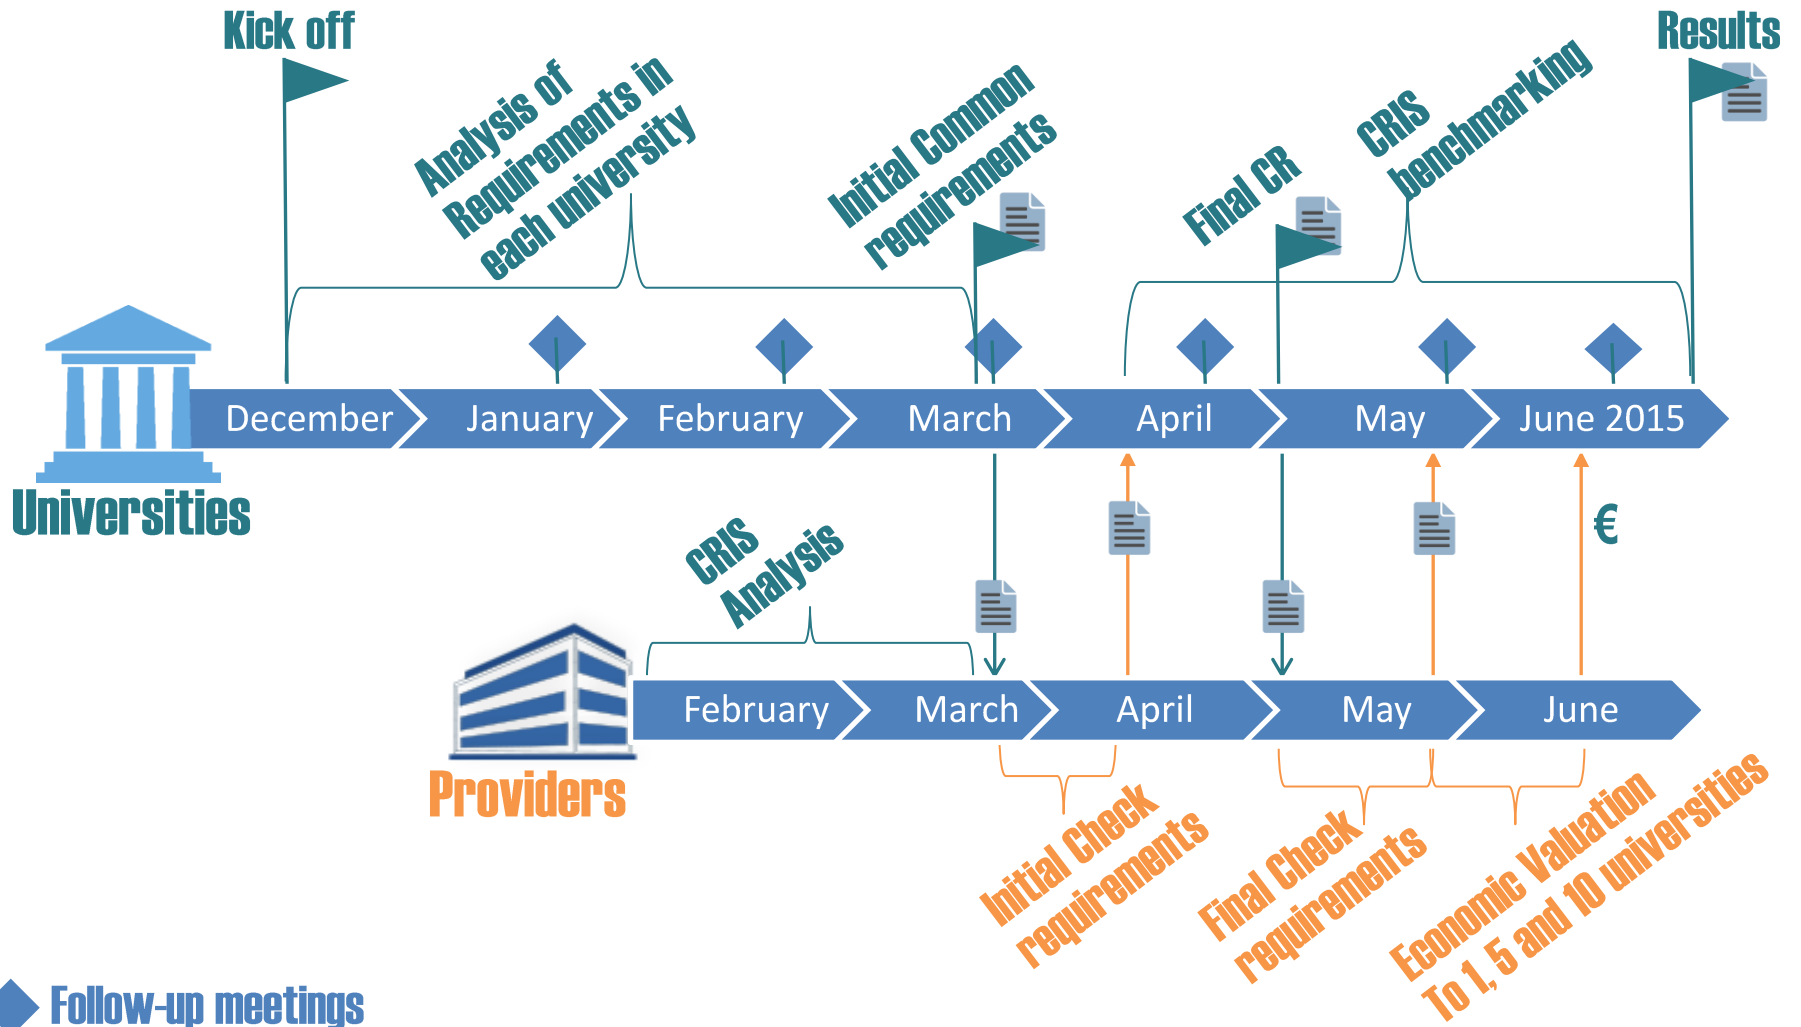 Kick off
Results
Analysis of
Requirements in
each university
Initial Common
requirements
Final CR
CRIS
benchmarking
December
January
February
March
April
May
June 2015
Universities
€
CRIS
Analysis
February
March
April
May
June
Providers
Initial Check
requirements
Final Check
requirements
Economic Valuation
To 1, 5 and 10 universities
Follow-up meetings